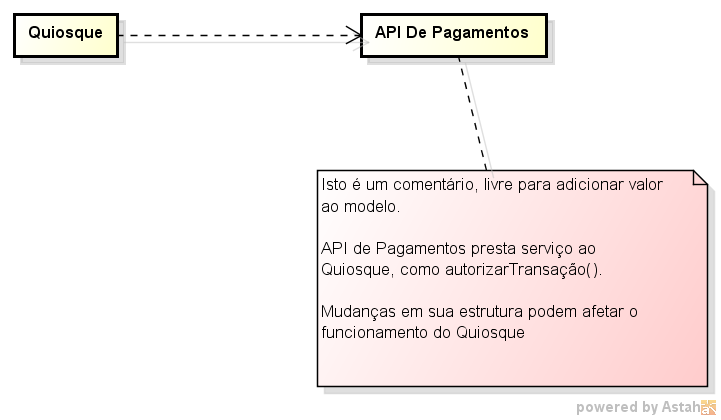 Quiosque
API De Pagamentos
Isto é um comentário, livre para adicionar valor
ao modelo.
API de Pagamentos presta serviço ao
Quiosque, como autorizarTransação().
Mudanças em sua estrutura podem afetar o
funcionamento do Quiosque
powered by Astah